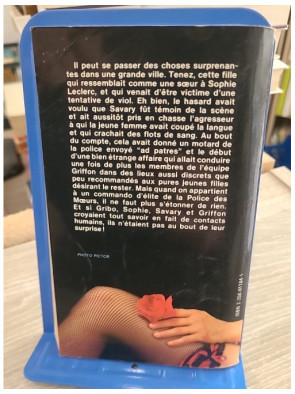 Il peut se passer des choses surprenan-
tes dans une grande ville. Tenez, cette fille
qui ressemblait comme une sœur à Sophie
Leclerc, et qui venait d'être victime d'une
tentative de viol. Eh bien, le hasard avait
voulu que Savary fût témoin de la scène
et ait aussitôt pris en chasse l'agresseur
à qui la jeune femme avait coupé la langue
et qui crachait des flots de sang. Au bout
du compte, cela avait donné un motard de
la police envoyé "ad patres" et le début
d'une bien étrange affaire qui allait conduire
une fois de plus les membres de l'équipe
Griffon dans des lieux aussi discrets que
peu recommandés aux pures jeunes filles
désirant le rester. Mais quand on appartient
à un commando d'élite de la Police des
Mœurs, il ne faut plus s'étonner de rien.
Et si Gribo, Sophie, Savary et Griffon
croyaient tout savoir en fait de contacts
humains, ils n'étaient pas au bout de leur
surprise !
PHOTO PICTOR